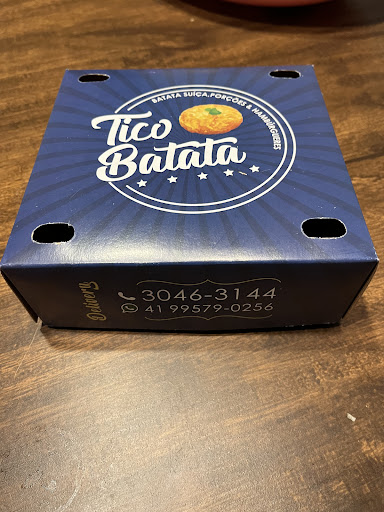 BATATA SUÍÇA, PORÇÕES & HAMBÚRGUERES
Tico
Batata
Delivery
3046-3144
41 99579-0256